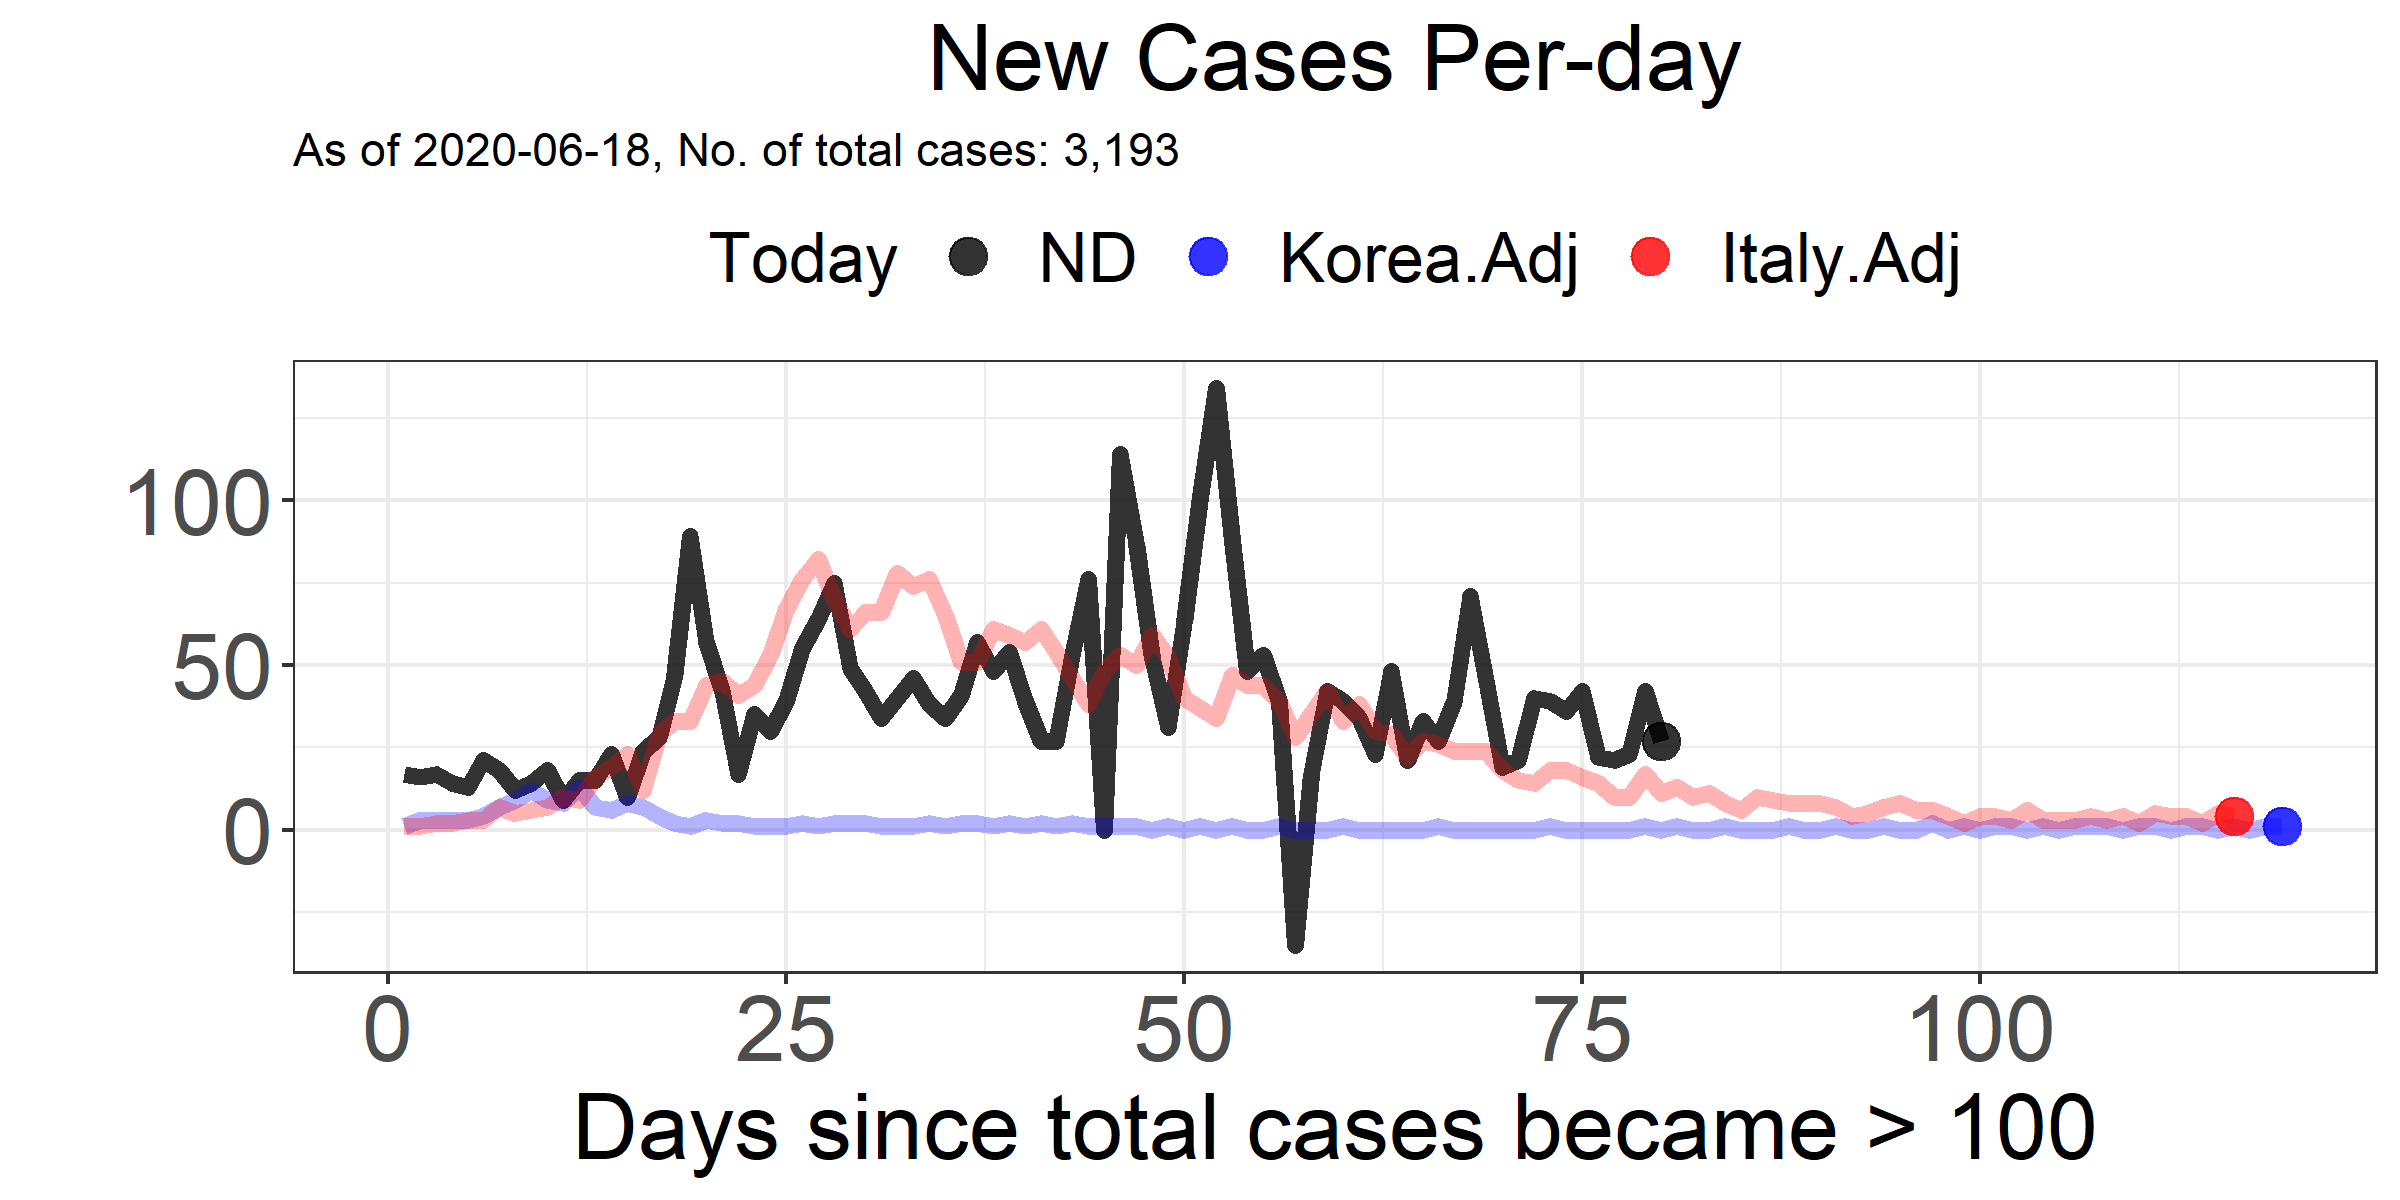 New Cases Per-day
As of 2020-06-18, No. of total cases: 3,193
Today ND Korea.Adj Italy.Adj
100
50
0
0 25 50 75 100
Days since total cases became > 100